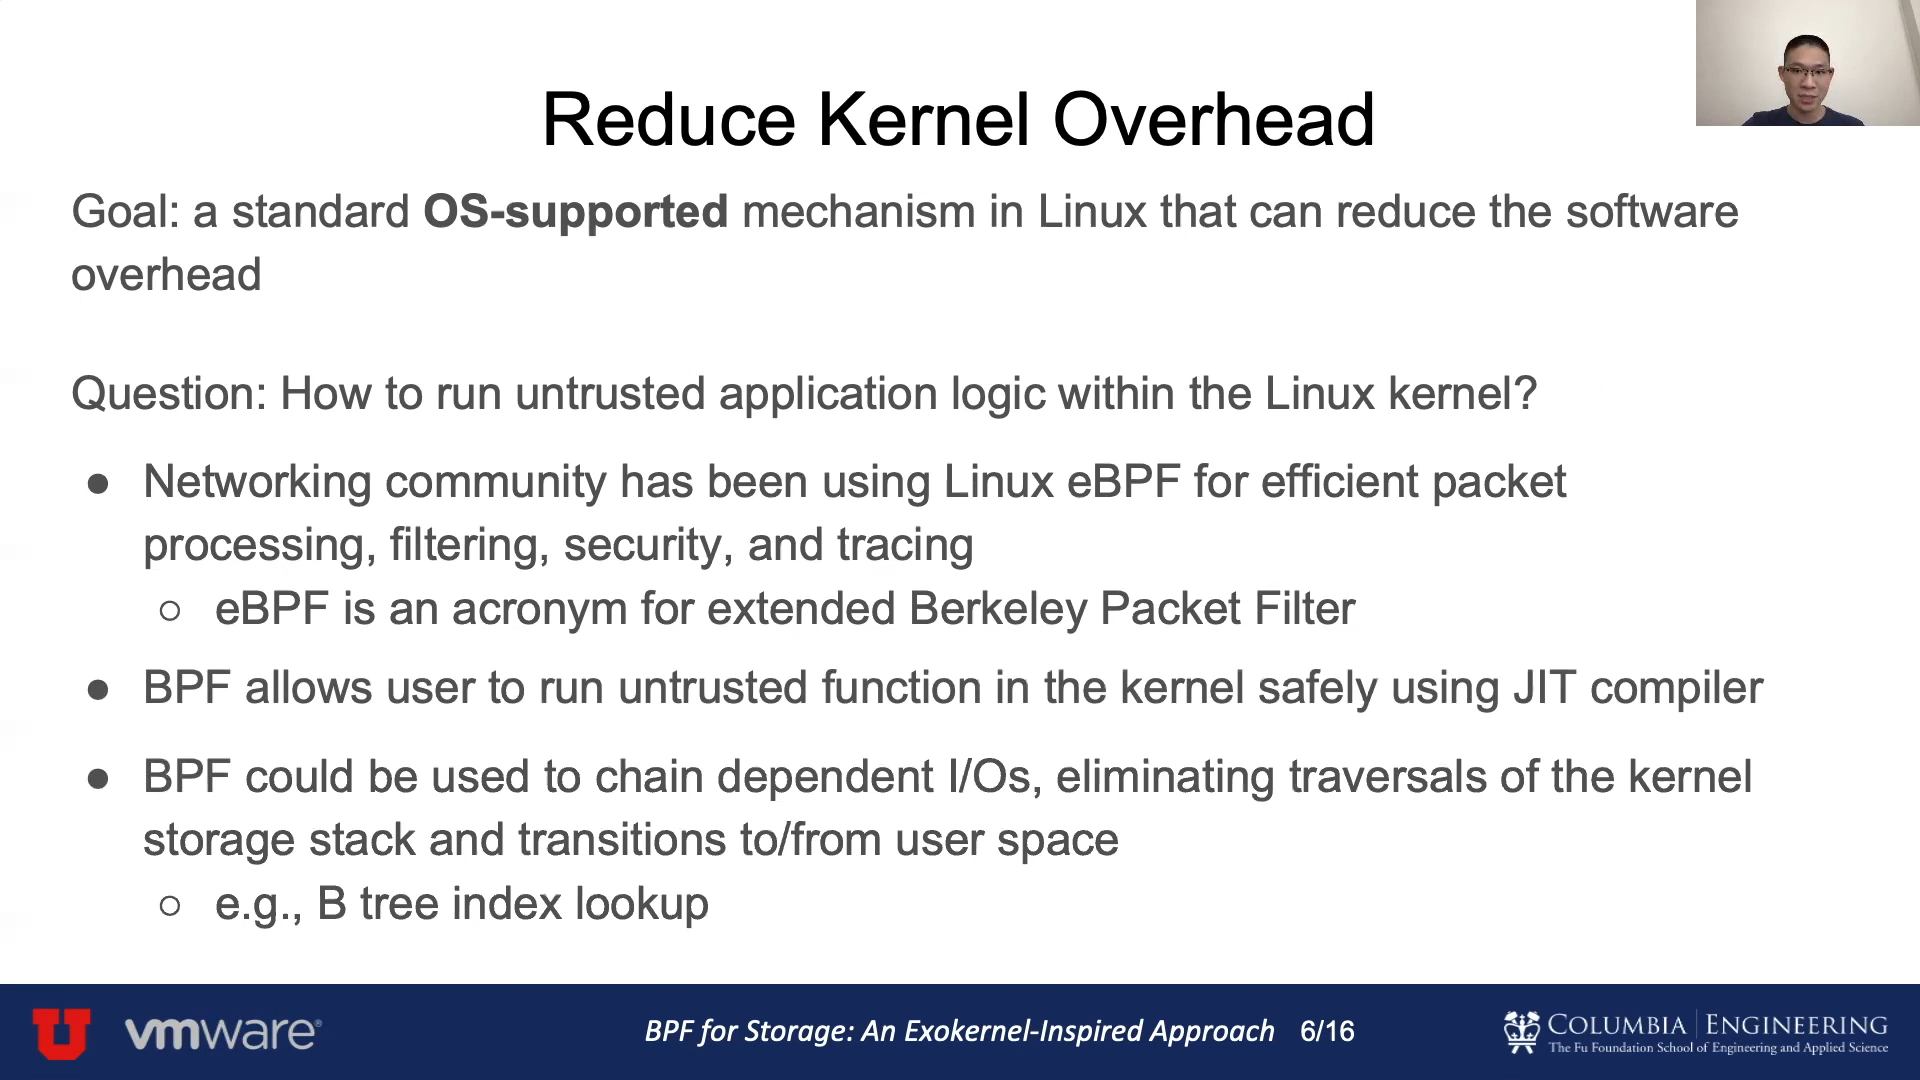 Reduce Kernel Overhead
Goal: a standard OS-supported mechanism in Linux that can reduce the software
overhead
Question: How to run untrusted application logic within the Linux kernel?
● Networking community has been using Linux eBPF for efficient packet
processing, filtering, security, and tracing
○ eBPF is an acronym for extended Berkeley Packet Filter
● BPF allows user to run untrusted function in the kernel safely using JIT compiler
● BPF could be used to chain dependent I/Os, eliminating traversals of the kernel
storage stack and transitions to/from user space
○ e.g., B tree index lookup
U vmware® BPF for Storage: An Exokernel-Inspired Approach 6/16 COLUMBIA | ENGINEERING
The Fu Foundation School of Engineering and Applied Science